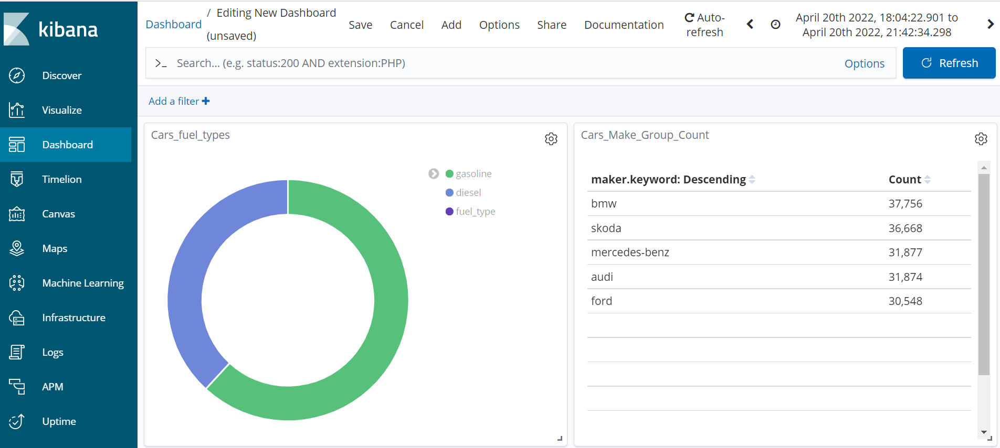 kibana
Discover
Visualize
Dashboard
Timelion
Canvas
Maps
Machine Learning
Infrastructure
Logs
APM
Uptime
Dashboard / Editing New Dashboard
(unsaved)
Save Cancel Add Options Share Documentation
Auto-
refresh
April 20th 2022, 18:04:22.901 to
April 20th 2022, 21:42:34.298
>_ Search... (e.g. status:200 AND extension:PHP) Options
Refresh
Add a filter +
Cars_fuel_types
gasoline
diesel
fuel_type
Cars_Make_Group_Count
maker.keyword: Descending Count
bmw 37,756
skoda 36,668
mercedes-benz 31,877
audi 31,874
ford 30,548